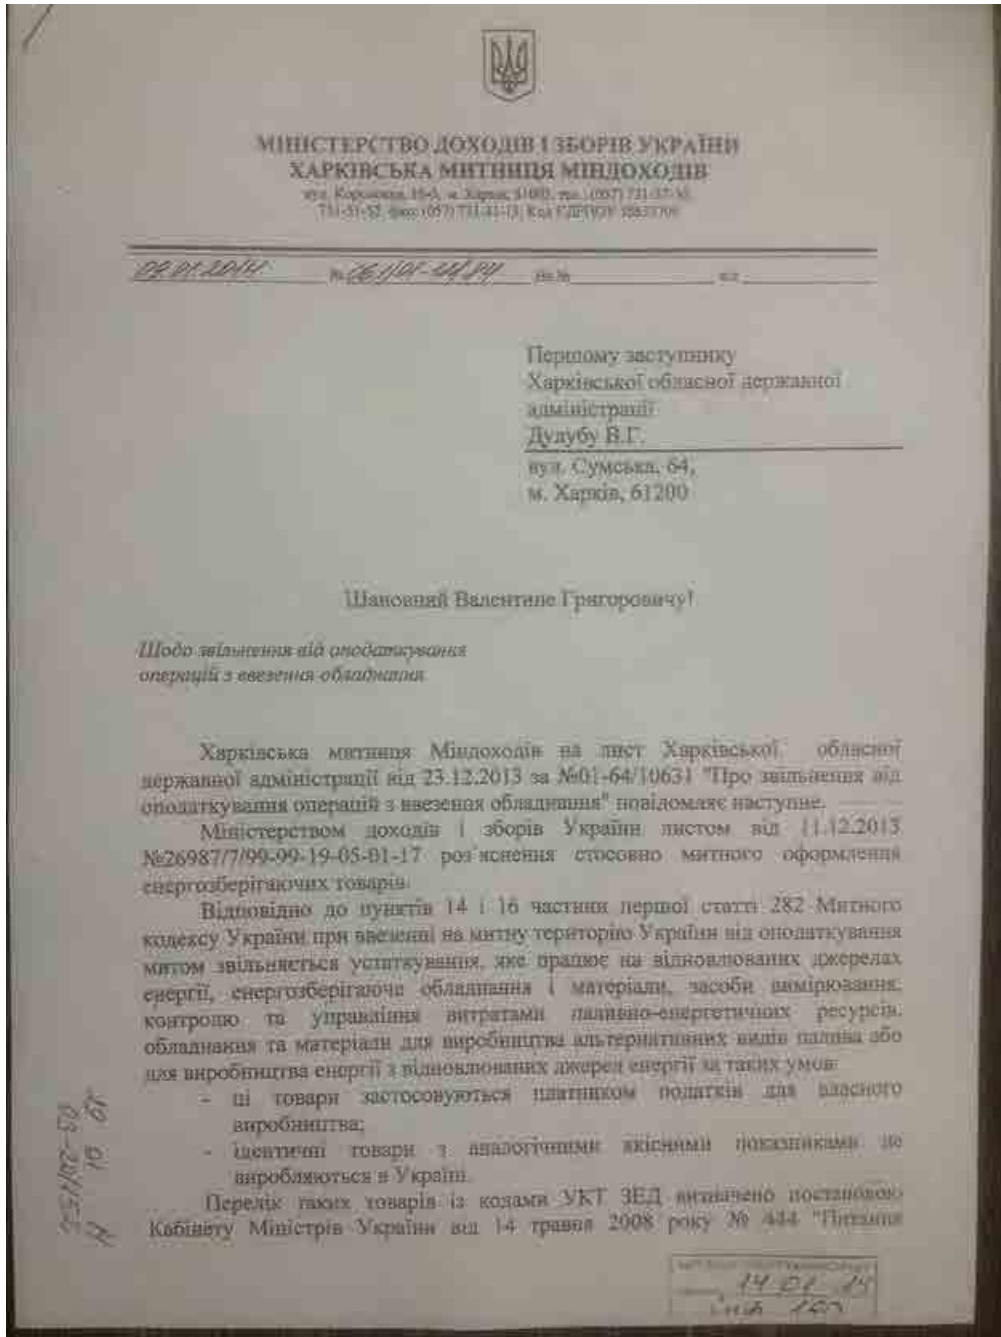 МІНІСТЕРСТВО ДОХОДІВ І ЗБОРІВ УКРАЇНИ
ХАРКІВСЬКА МИТНИЦЯ МІНДОХОДІВ
№ На № від
Першому заступнику
Харківської обласної державної
адміністрації
Дулубу В.Г.
вул. Сумська, 64,
м. Харків, 61200
Шановний Валентине Григоровичу!
Щодо звільнення від оподаткування
операцій з ввезення обладнання
Харківська митниця Міндоходів на лист Харківської обласної
державної адміністрації від 23.12.2013 за №01-64/10631 "Про звільнення від
оподаткування операцій з ввезення обладнання" повідомляє наступне.
Міністерством доходів і зборів України листом від 11.12.2013
№26987/7/99-99-19-05-01-17 роз'яснення стосовно митного оформлення
енергозберігаючих товарів.
Відповідно до пунктів 14 і 16 частини першої статті 282 Митного
кодексу України при ввезенні на митну територію України від оподаткування
митом звільняється устаткування, яке працює на відновлюваних джерелах
енергії, енергозберігаюче обладнання і матеріали, засоби вимірювання,
контролю та управління витратами паливно-енергетичних ресурсів,
обладнання та матеріали для виробництва альтернативних видів палива або
для виробництва енергії з відновлюваних джерел енергії за таких умов:
- ці товари застосовуються платником податків для власного
виробництва;
- ідентичні товари з аналогічними якісними показниками не
виробляються в Україні.
Перелік таких товарів із кодами УКТ ЗЕД визначено постановою
Кабінету Міністрів України від 14 травня 2008 року № 444 "Питання
14 01 14